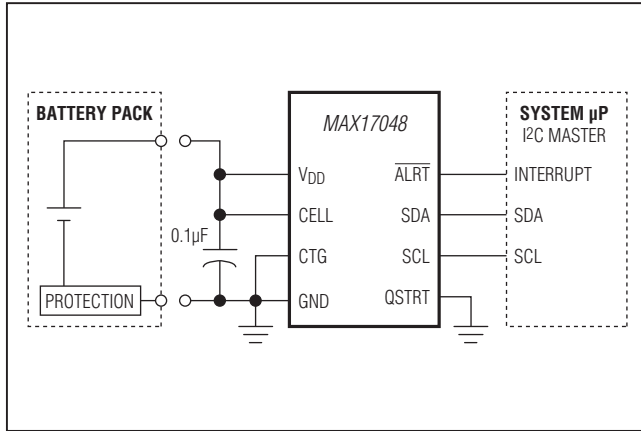 BATTERY PACK
PROTECTION
0.1µF
MAX17048
VDD
CELL
CTG
GND
ALRT
SDA
SCL
QSTRT
SYSTEM µP
I2C MASTER
INTERRUPT
SDA
SCL